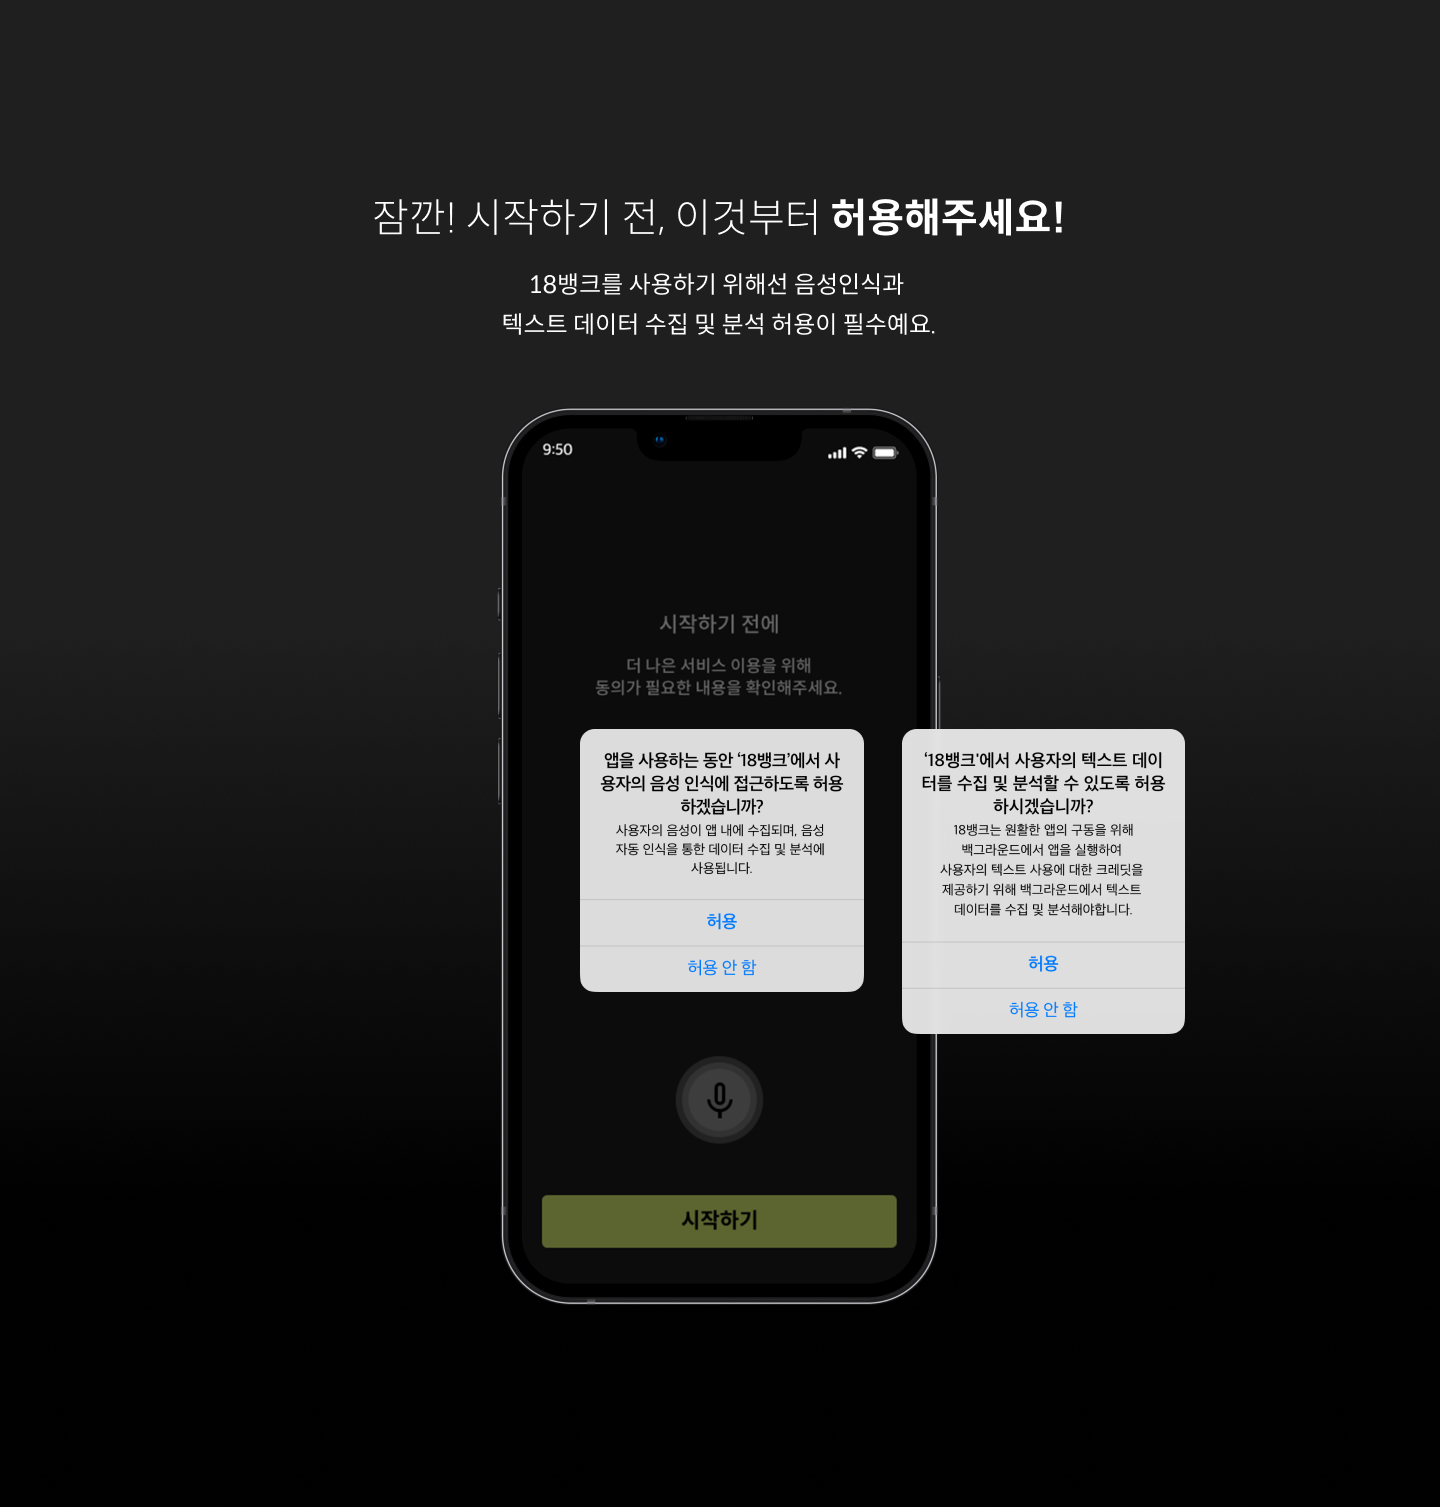 잠깐! 시작하기 전, 이것부터 허용해주세요!
18뱅크를 사용하기 위해선 음성인식과
텍스트 데이터 수집 및 분석 허용이 필수예요.
9:50
시작하기 전에
더 나은 서비스 이용을 위해
동의가 필요한 내용을 확인해주세요.
앱을 사용하는 동안 ‘18뱅크’에서 사
용자의 음성 인식에 접근하도록 허용
하겠습니까?
사용자의 음성이 앱 내에 수집되며, 음성
자동 인식을 통한 데이터 수집 및 분석에
사용됩니다.
허용
허용 안 함
‘18뱅크'에서 사용자의 텍스트 데이
터를 수집 및 분석할 수 있도록 허용
하시겠습니까?
18뱅크는 원활한 앱의 구동을 위해
백그라운드에서 앱을 실행하여
사용자의 텍스트 사용에 대한 크레딧을
제공하기 위해 백그라운드에서 텍스트
데이터를 수집 및 분석해야합니다.
허용
허용 안 함
시작하기